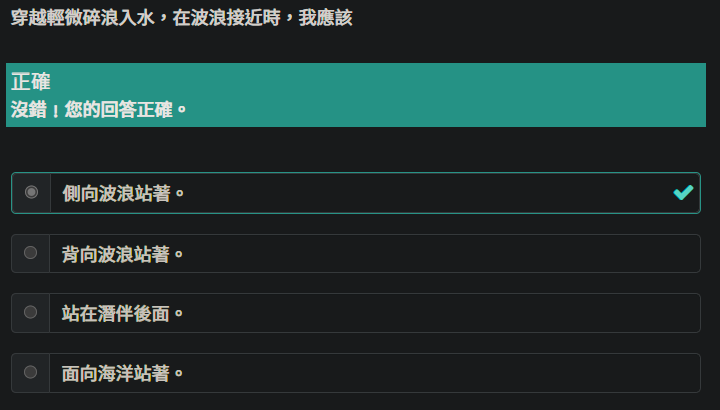 穿越輕微碎浪入水，在波浪接近時，我應該
正確
沒錯！您的回答正確。
側向波浪站著。
背向波浪站著。
站在潛伴後面。
面向海洋站著。